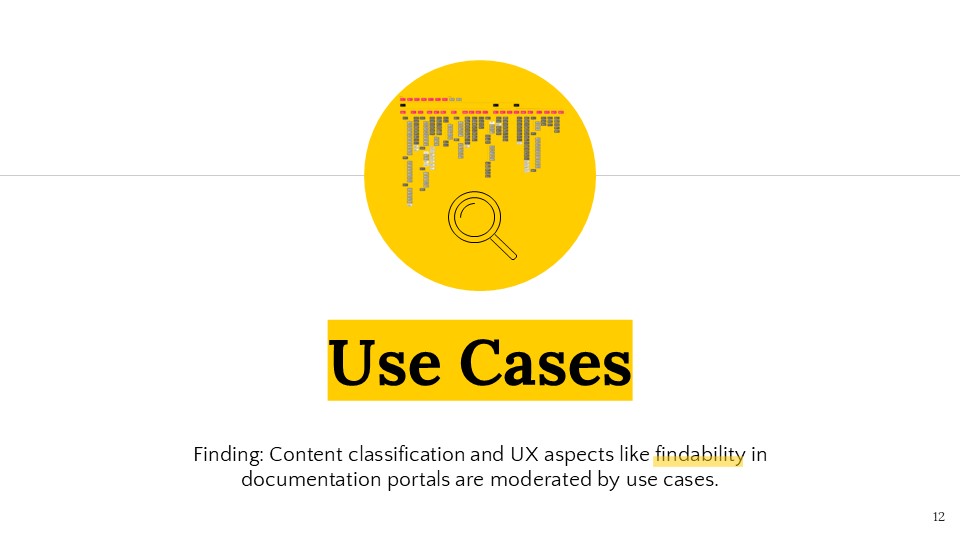 Use Cases
Finding: Content classification and UX aspects like findability in
documentation portals are moderated by use cases.
12